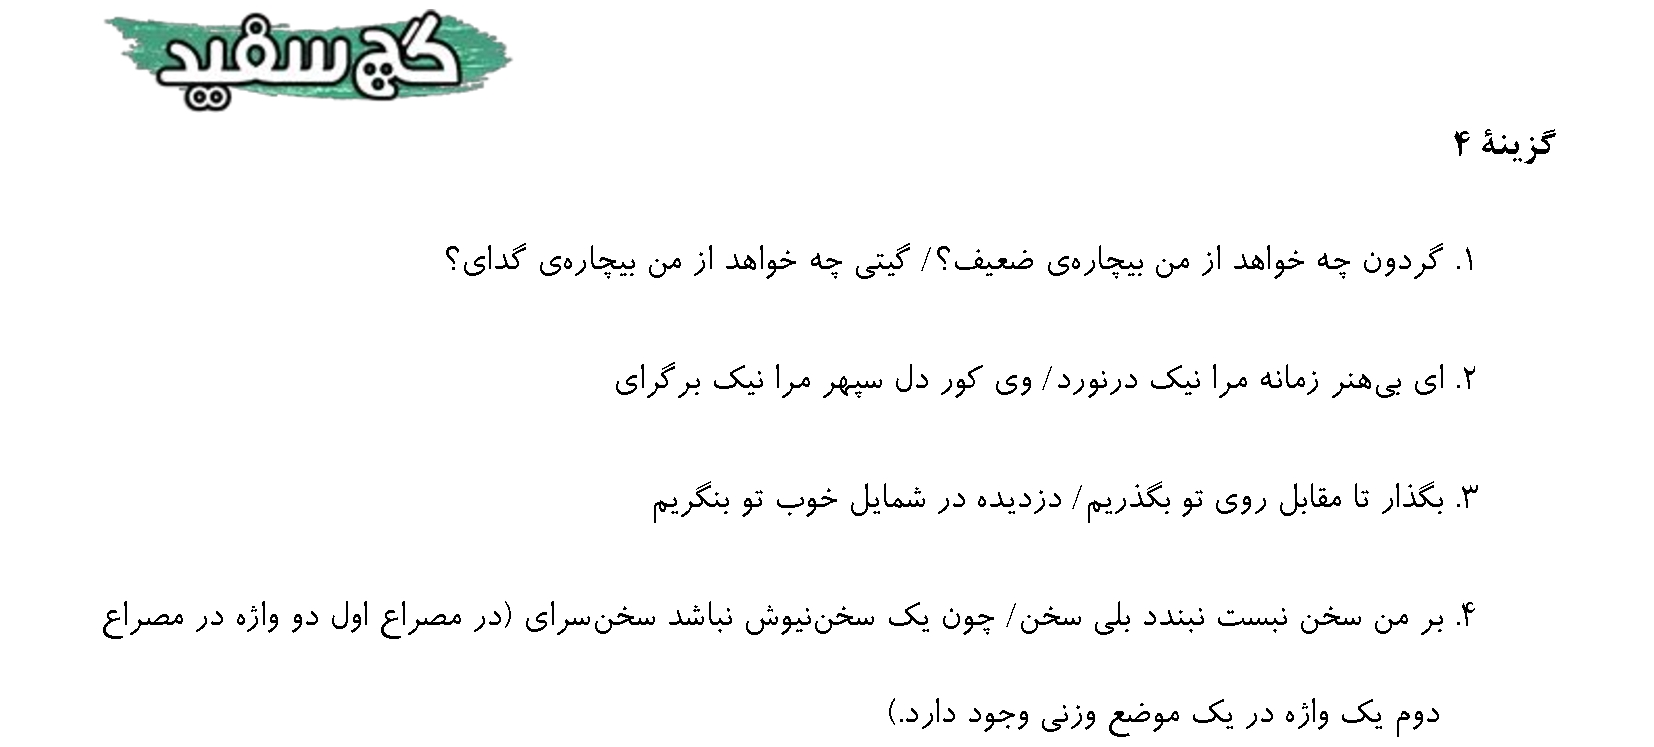 گچ سفید
گزینهٔ ۴
۱. گردون چه خواهد از من بیچاره‌ی ضعیف؟/ گیتی چه خواهد از من بیچاره‌ی گدای؟
۲. ای بی‌هنر زمانه مرا نیک درنورد/ وی کور دل سپهر مرا نیک برگرای
۳. بگذار تا مقابل روی تو بگذریم/ دزدیده در شمایل خوب تو بنگریم
۴. بر من سخن نبست نبندد بلی سخن/ چون یک سخن‌نیوش نباشد سخن‌سرای (در مصراع اول دو واژه در مصراع
دوم یک واژه در یک موضع وزنی وجود دارد.)